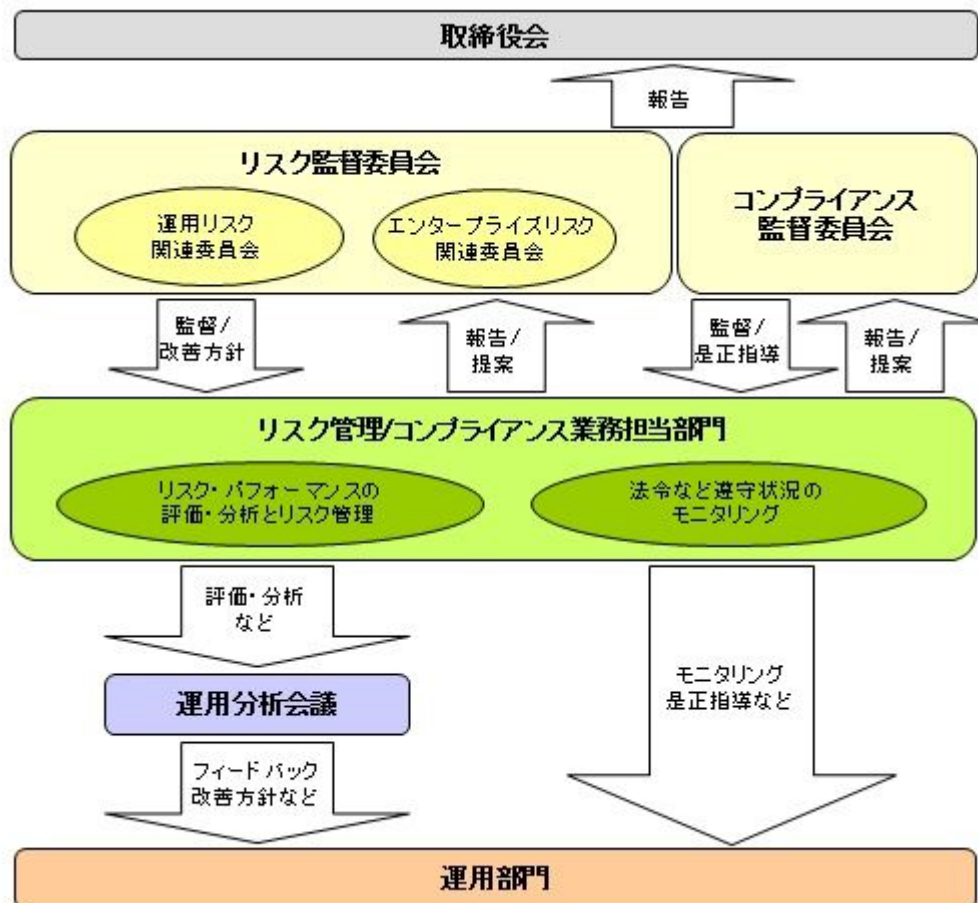 取締役会
報告
リスク監督委員会
運用リスク
関連委員会
エンタープライズリスク
関連委員会
コンプライアンス
監督委員会
監督/
改善方針
報告/
提案
監督/
是正指導
報告/
提案
リスク管理/コンプライアンス業務担当部門
リスク・パフォーマンスの
評価・分析とリスク管理
法令など遵守状況の
モニタリング
評価・分析
など
運用分析会議
モニタリング
是正指導など
フィードバック
改善方針など
運用部門